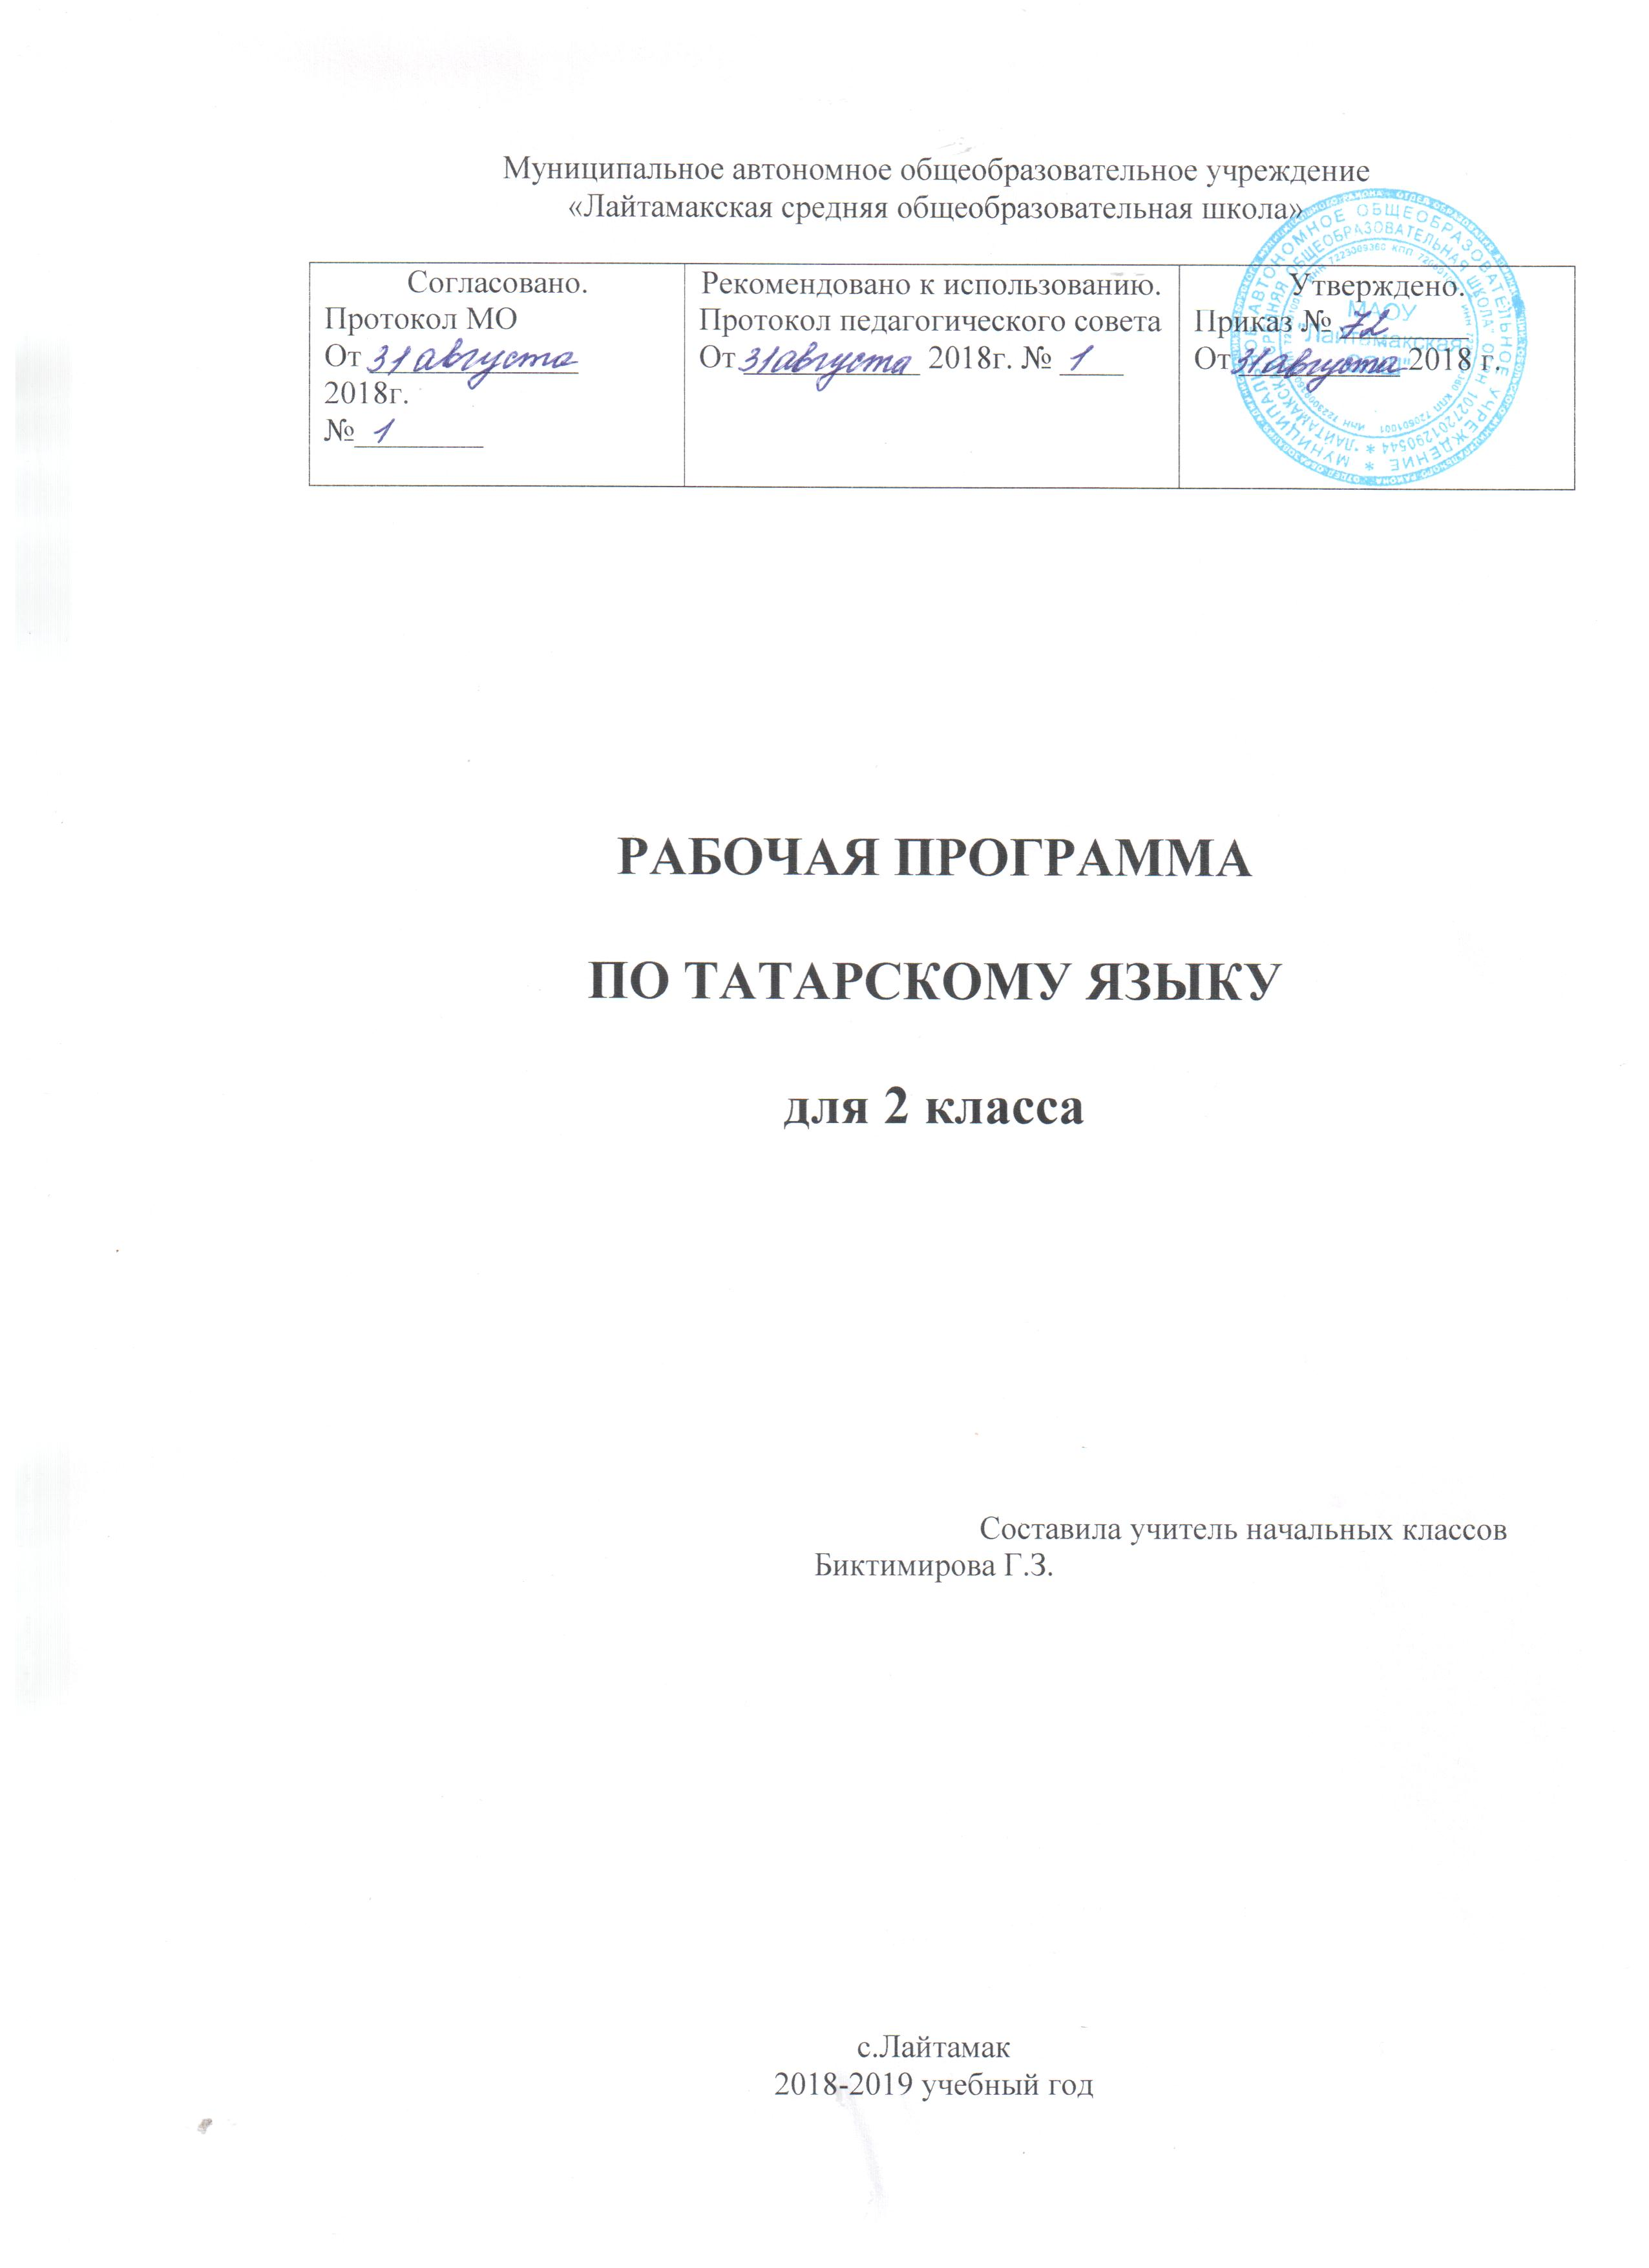 Муниципальное автономное общеобразовательное учреждение
«Лайтамакская средняя общеобразовательная школа»
Согласовано.
Протокол МО
От 31 августа
2018г.
№ 1
Рекомендовано к использованию.
Протокол педагогического совета
От 31 августа 2018г. № 1
Утверждено.
Приказ № 72
От 31 августа 2018 г.
МАОУ
"Лайтамакская
РАБОЧАЯ ПРОГРАММА
ПО ТАТАРСКОМУ ЯЗЫКУ
для 2 класса
Составила учитель начальных классов
Биктимирова Г.З.
с.Лайтамак
2018-2019 учебный год